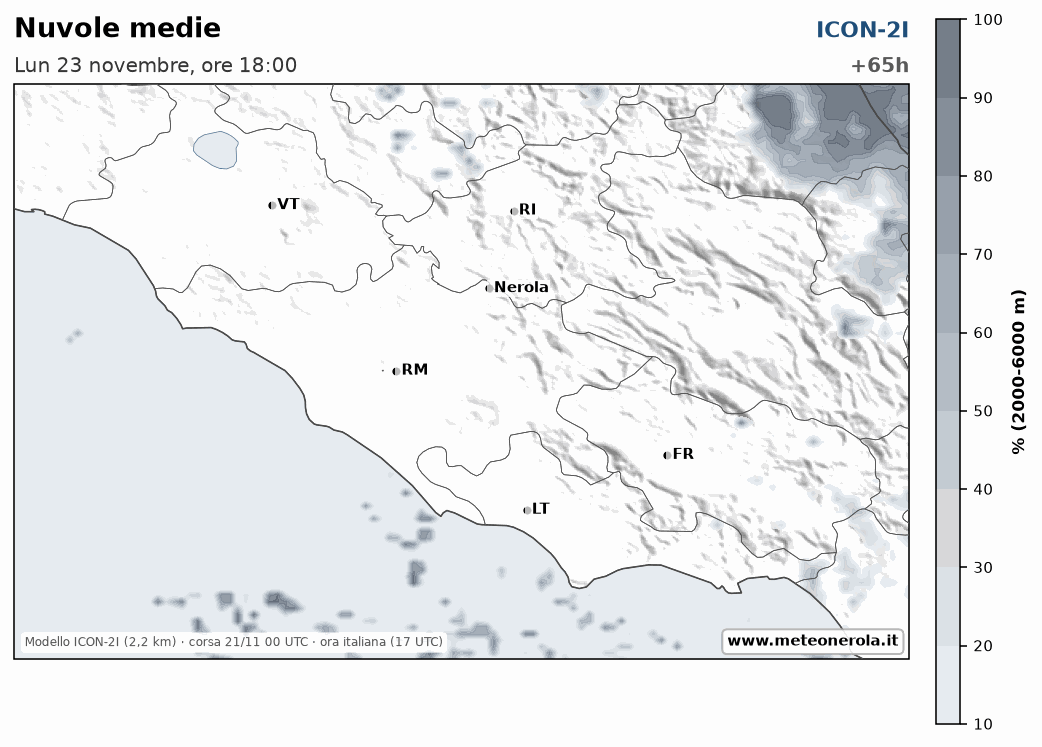 Nuvole medie
ICON-2I
Lun 23 novembre, ore 18:00
+65h
VT
RI
Nerola
RM
FR
LT
Modello ICON-2I (2,2 km) · corsa 21/11 00 UTC · ora italiana (17 UTC)
www.meteonerola.it
100
90
80
70
60
50
40
30
20
10
% (2000-6000 m)